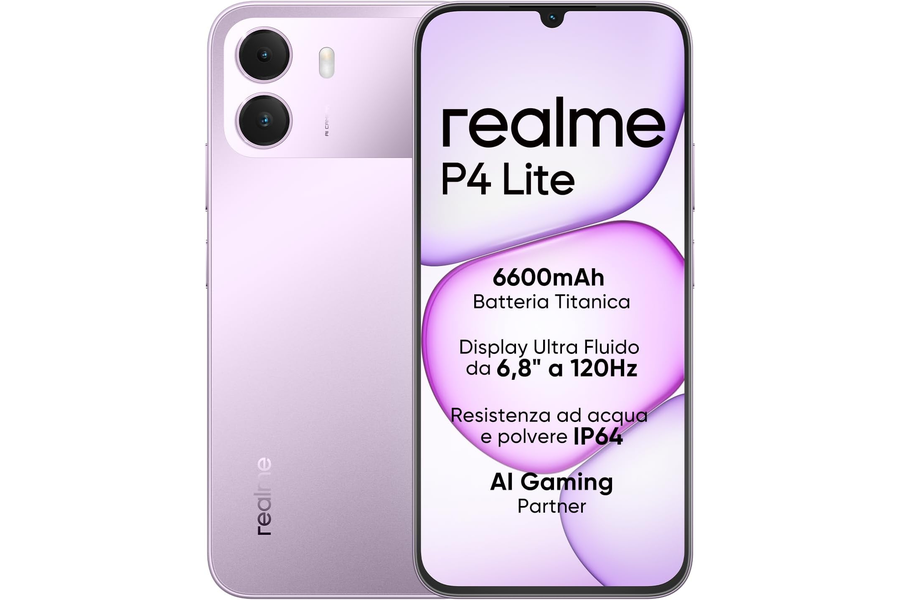 realme
P4 Lite
6600mAh
Batteria Titanica
Display Ultra Fluido
da 6,8" a 120Hz
Resistenza ad acqua
e polvere IP64
AI Gaming
Partner
realme